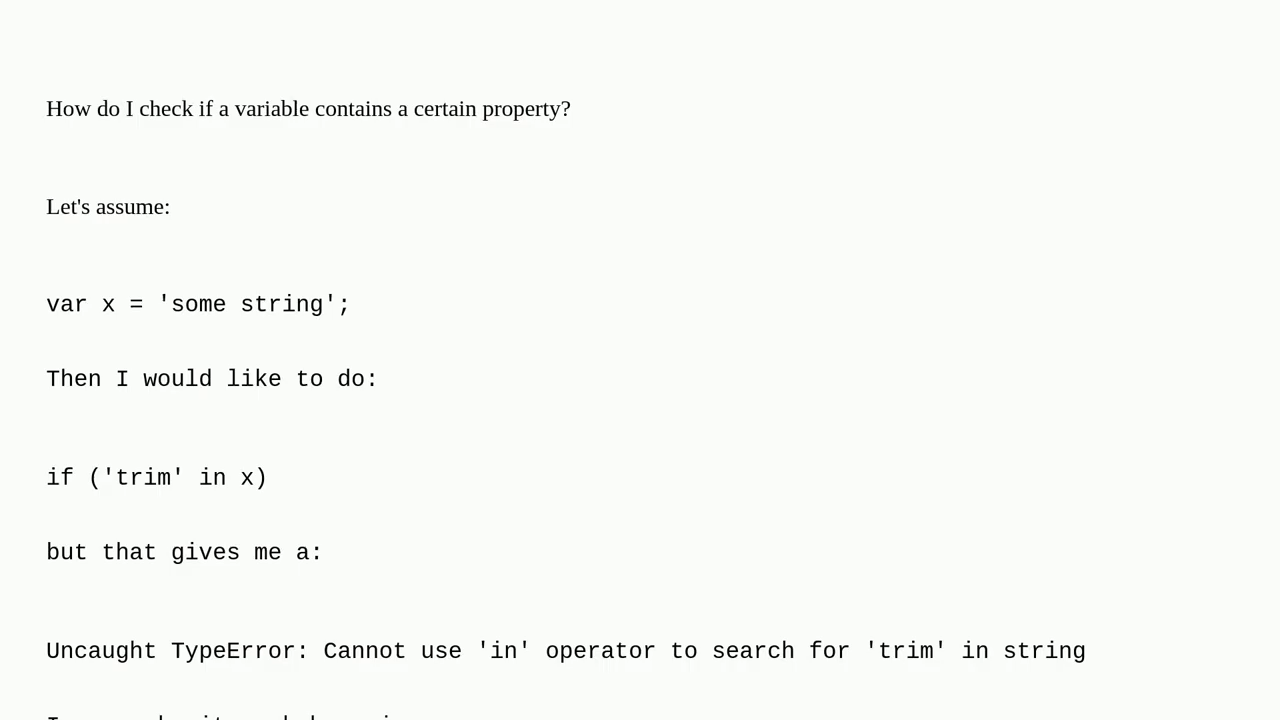 How do I check if a variable contains a certain property?
Let's assume:
var x = 'some string';
Then I would like to do:
if ('trim' in x)
but that gives me a:
Uncaught TypeError: Cannot use 'in' operator to search for 'trim' in string